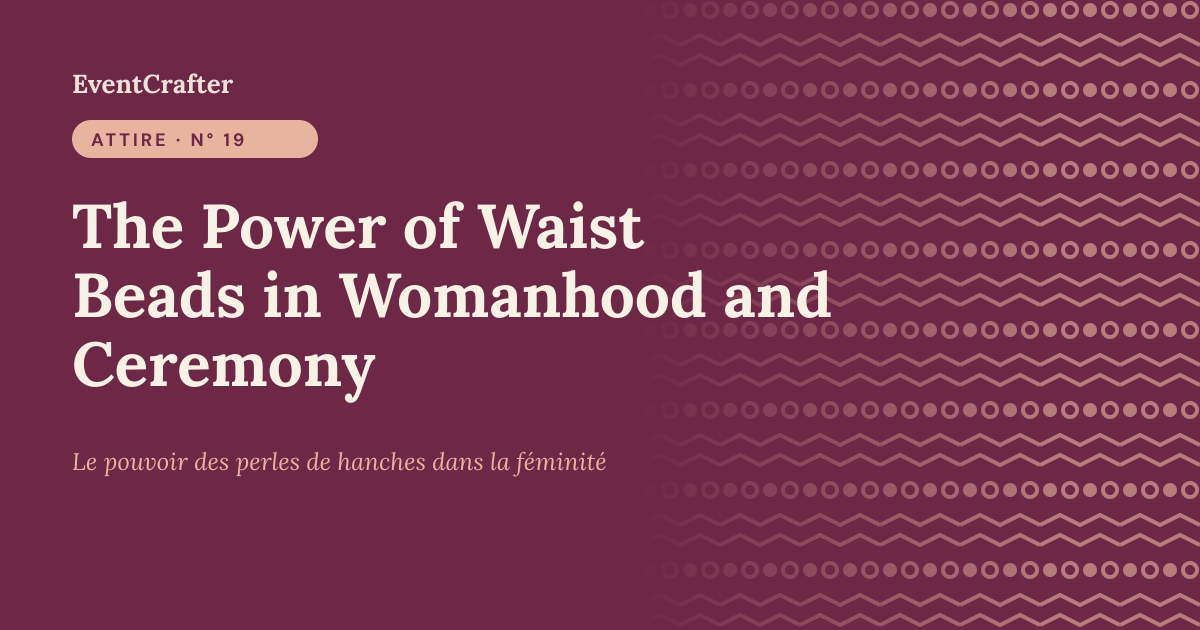 EventCrafter
ATTIRE · N° 19
The Power of Waist
Beads in Womanhood and
Ceremony
Le pouvoir des perles de hanches dans la féminité